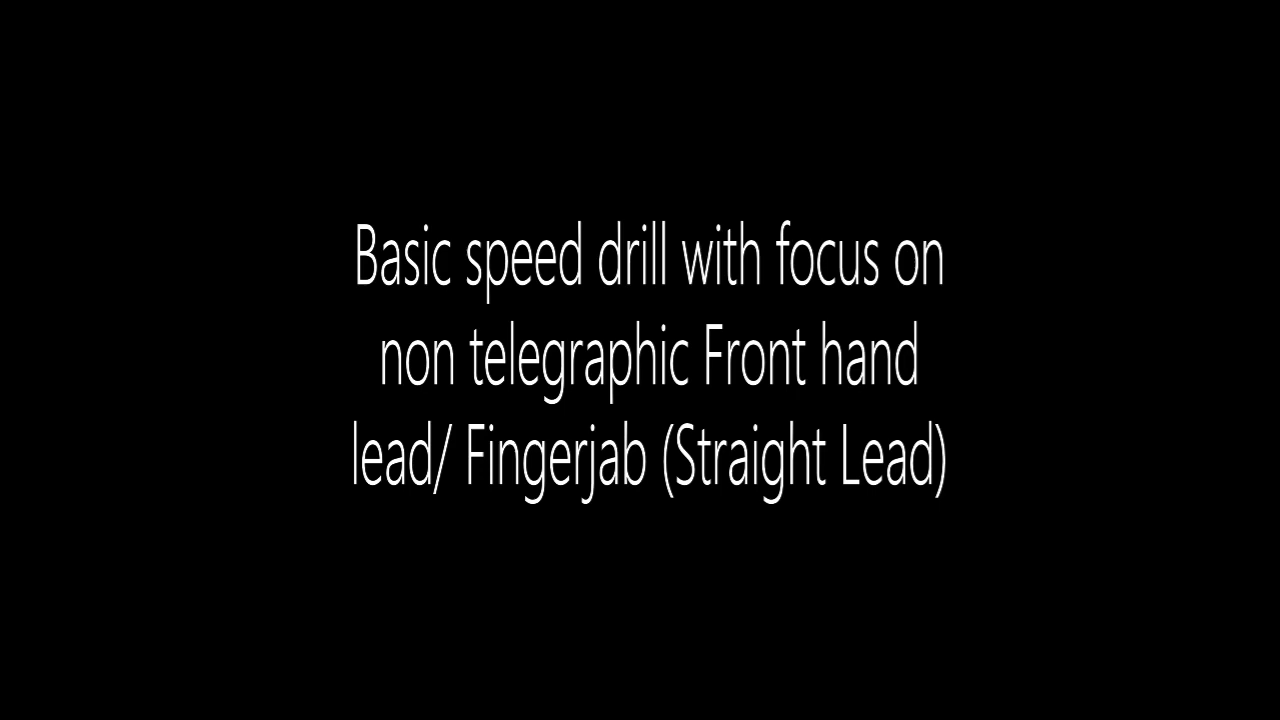 Basic speed drill with focus on
non telegraphic Front hand
lead/ Fingerjab (Straight Lead)